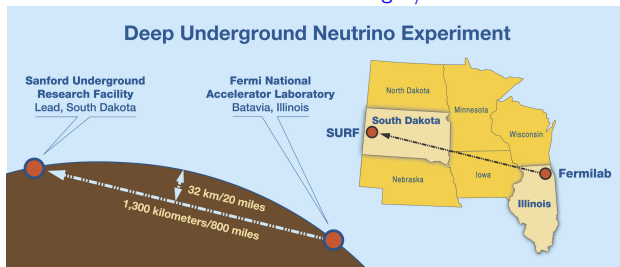 Deep Underground Neutrino Experiment
Sanford Underground
Research Facility
Lead, South Dakota
Fermi National
Accelerator Laboratory
Batavia, Illinois
32 km/20 miles
1,300 kilometers/800 miles
North Dakota
Minnesota
South Dakota
SURF
Wisconsin
Fermilab
Nebraska
Iowa
Illinois